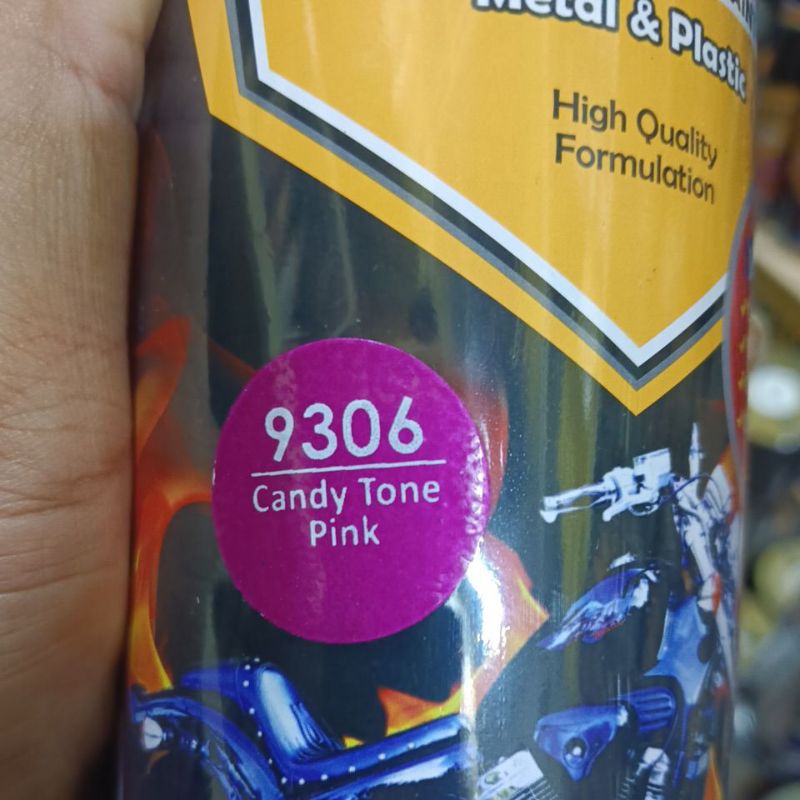 Metal & Plastic
High Quality
Formulation
9306
Candy Tone
Pink